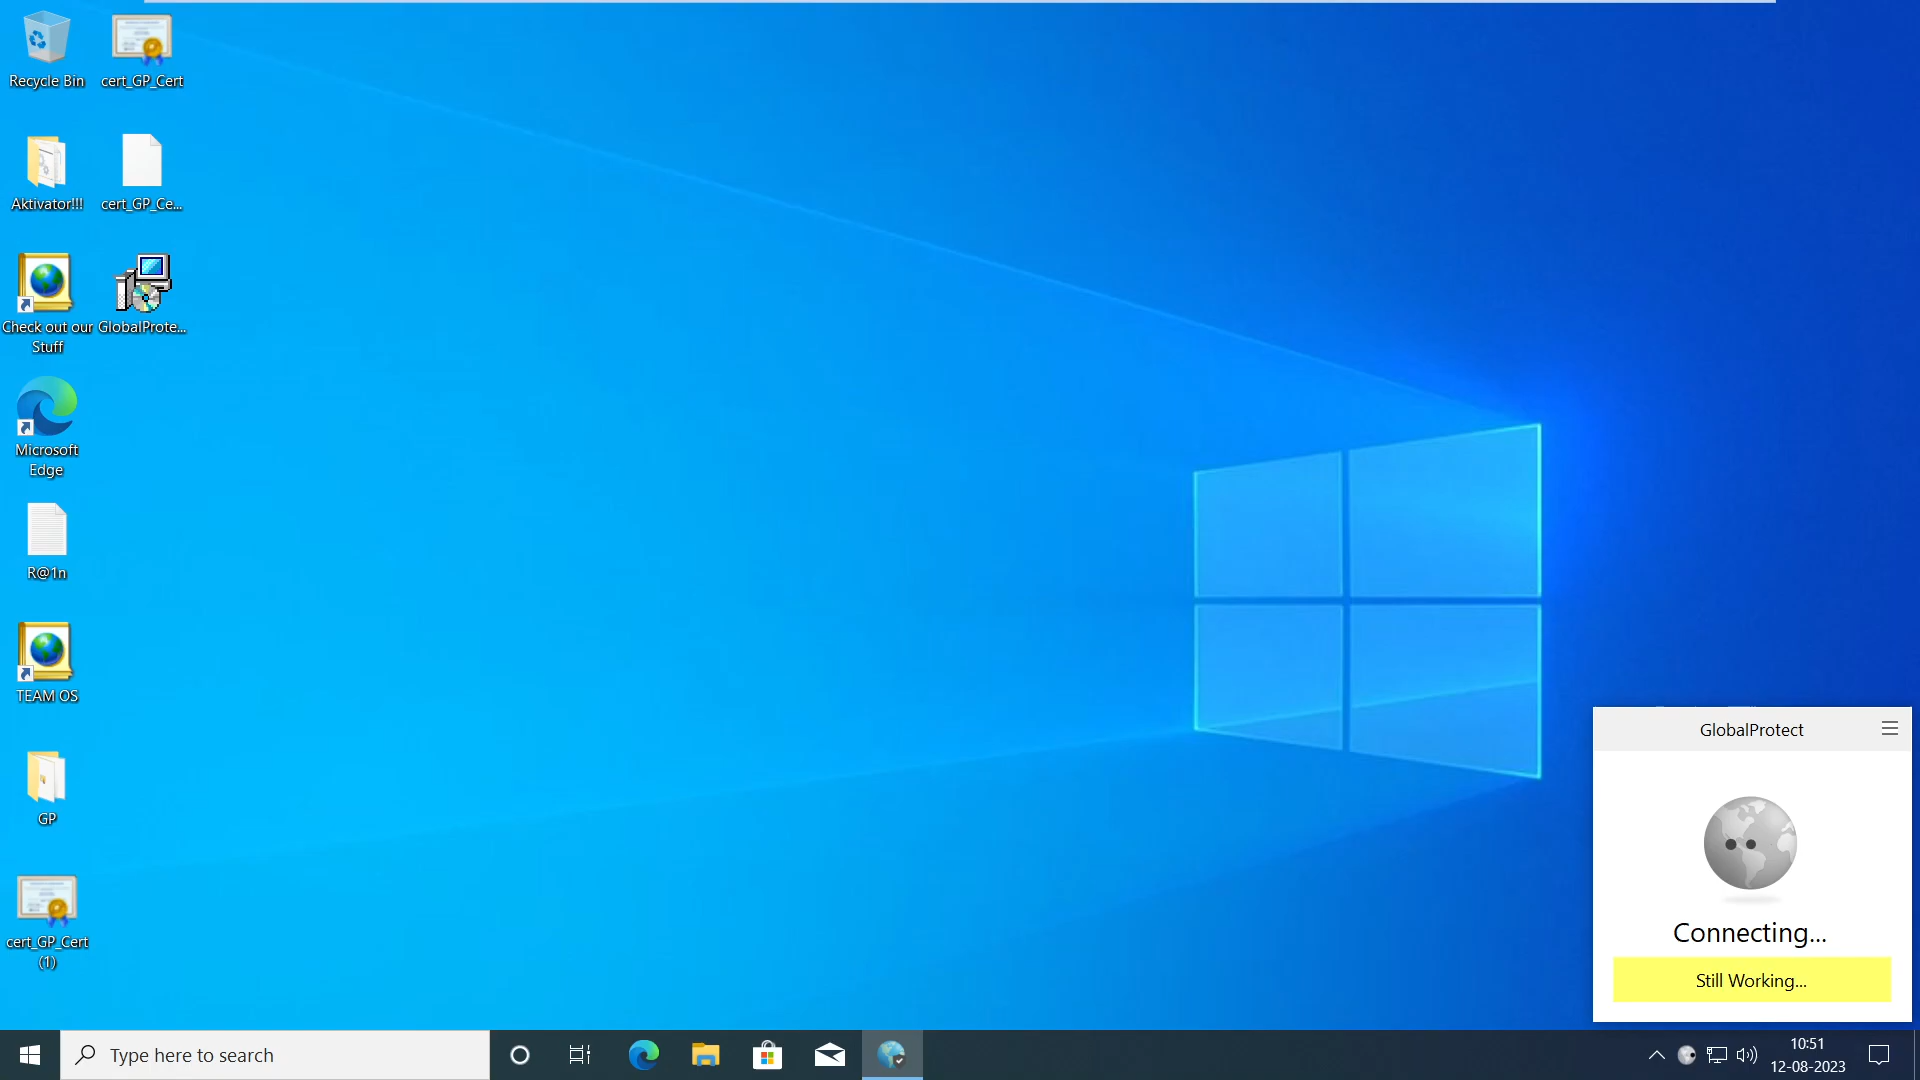 Recycle Bin
cert_GP_Cert
Aktivator!!!
cert_GP_Ce...
Check out our
Stuff
GlobalProte...
Microsoft
Edge
R@1n
TEAM OS
GP
cert_GP_Cert
(1)
GlobalProtect
Connecting...
Still Working...
Type here to search
10:51
12-08-2023